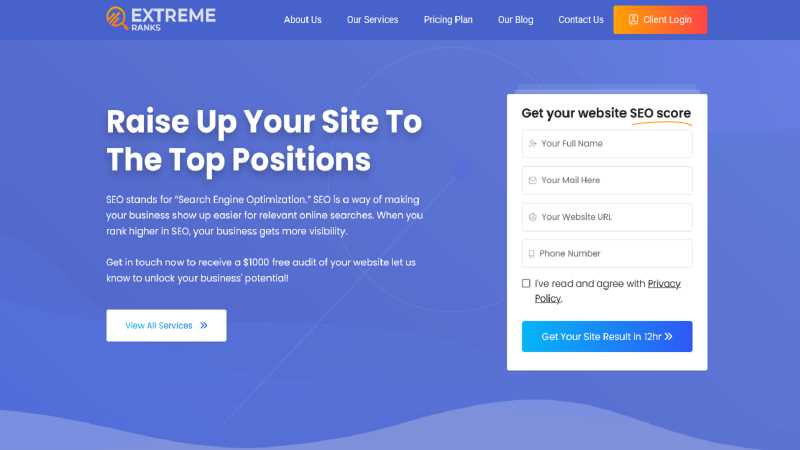 EXTREME
RANKS
About Us
Our Services
Pricing Plan
Our Blog
Contact Us
Client Login
Raise Up Your Site To
The Top Positions
SEO stands for “Search Engine Optimization.” SEO is a way of making
your business show up easier for relevant online searches. When you
rank higher in SEO, your business gets more visibility.
Get in touch now to receive a $1000 free audit of your website let us
know to unlock your business' potential!
View All Services
Get your website SEO score
Your Full Name
Your Mail Here
Your Website URL
Phone Number
I've read and agree with Privacy
Policy.
Get Your Site Result in 12hr